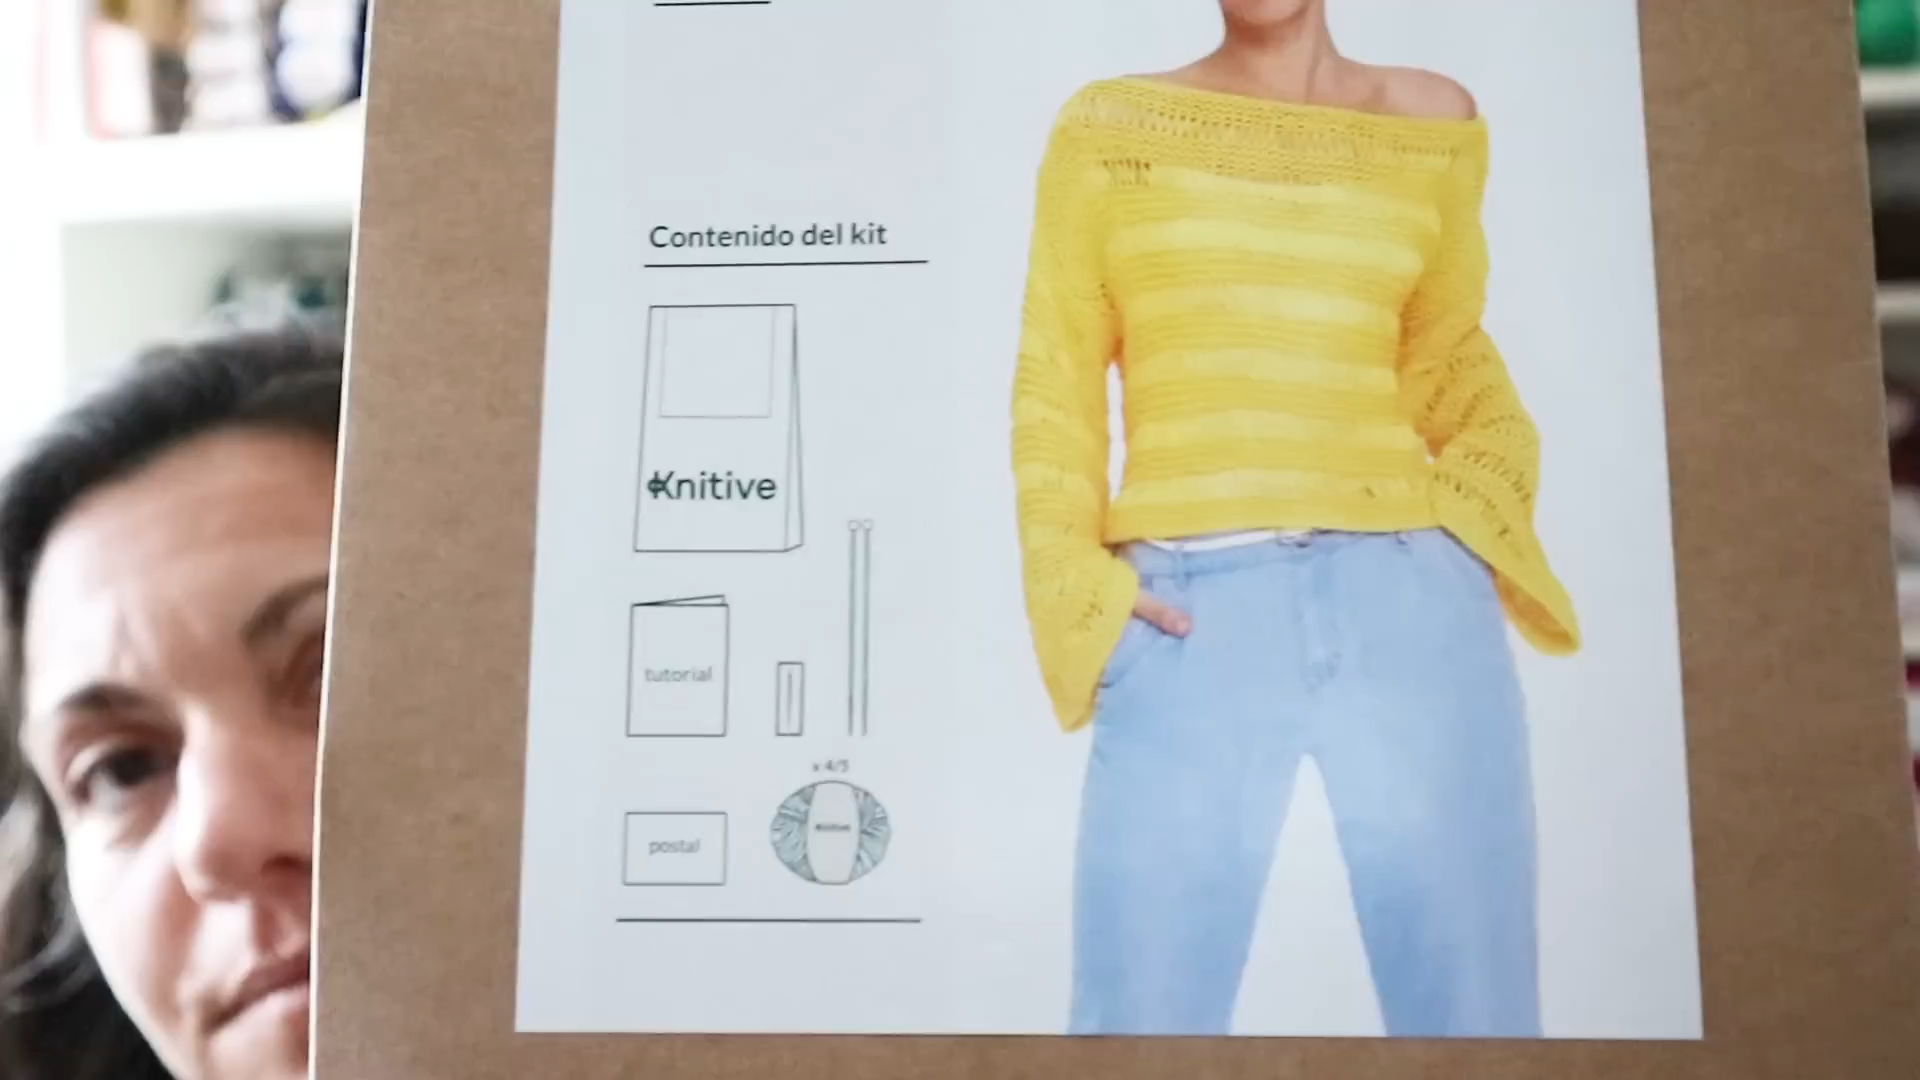 Contenido del kit
Knitive
tutorial
x 4/5
postal